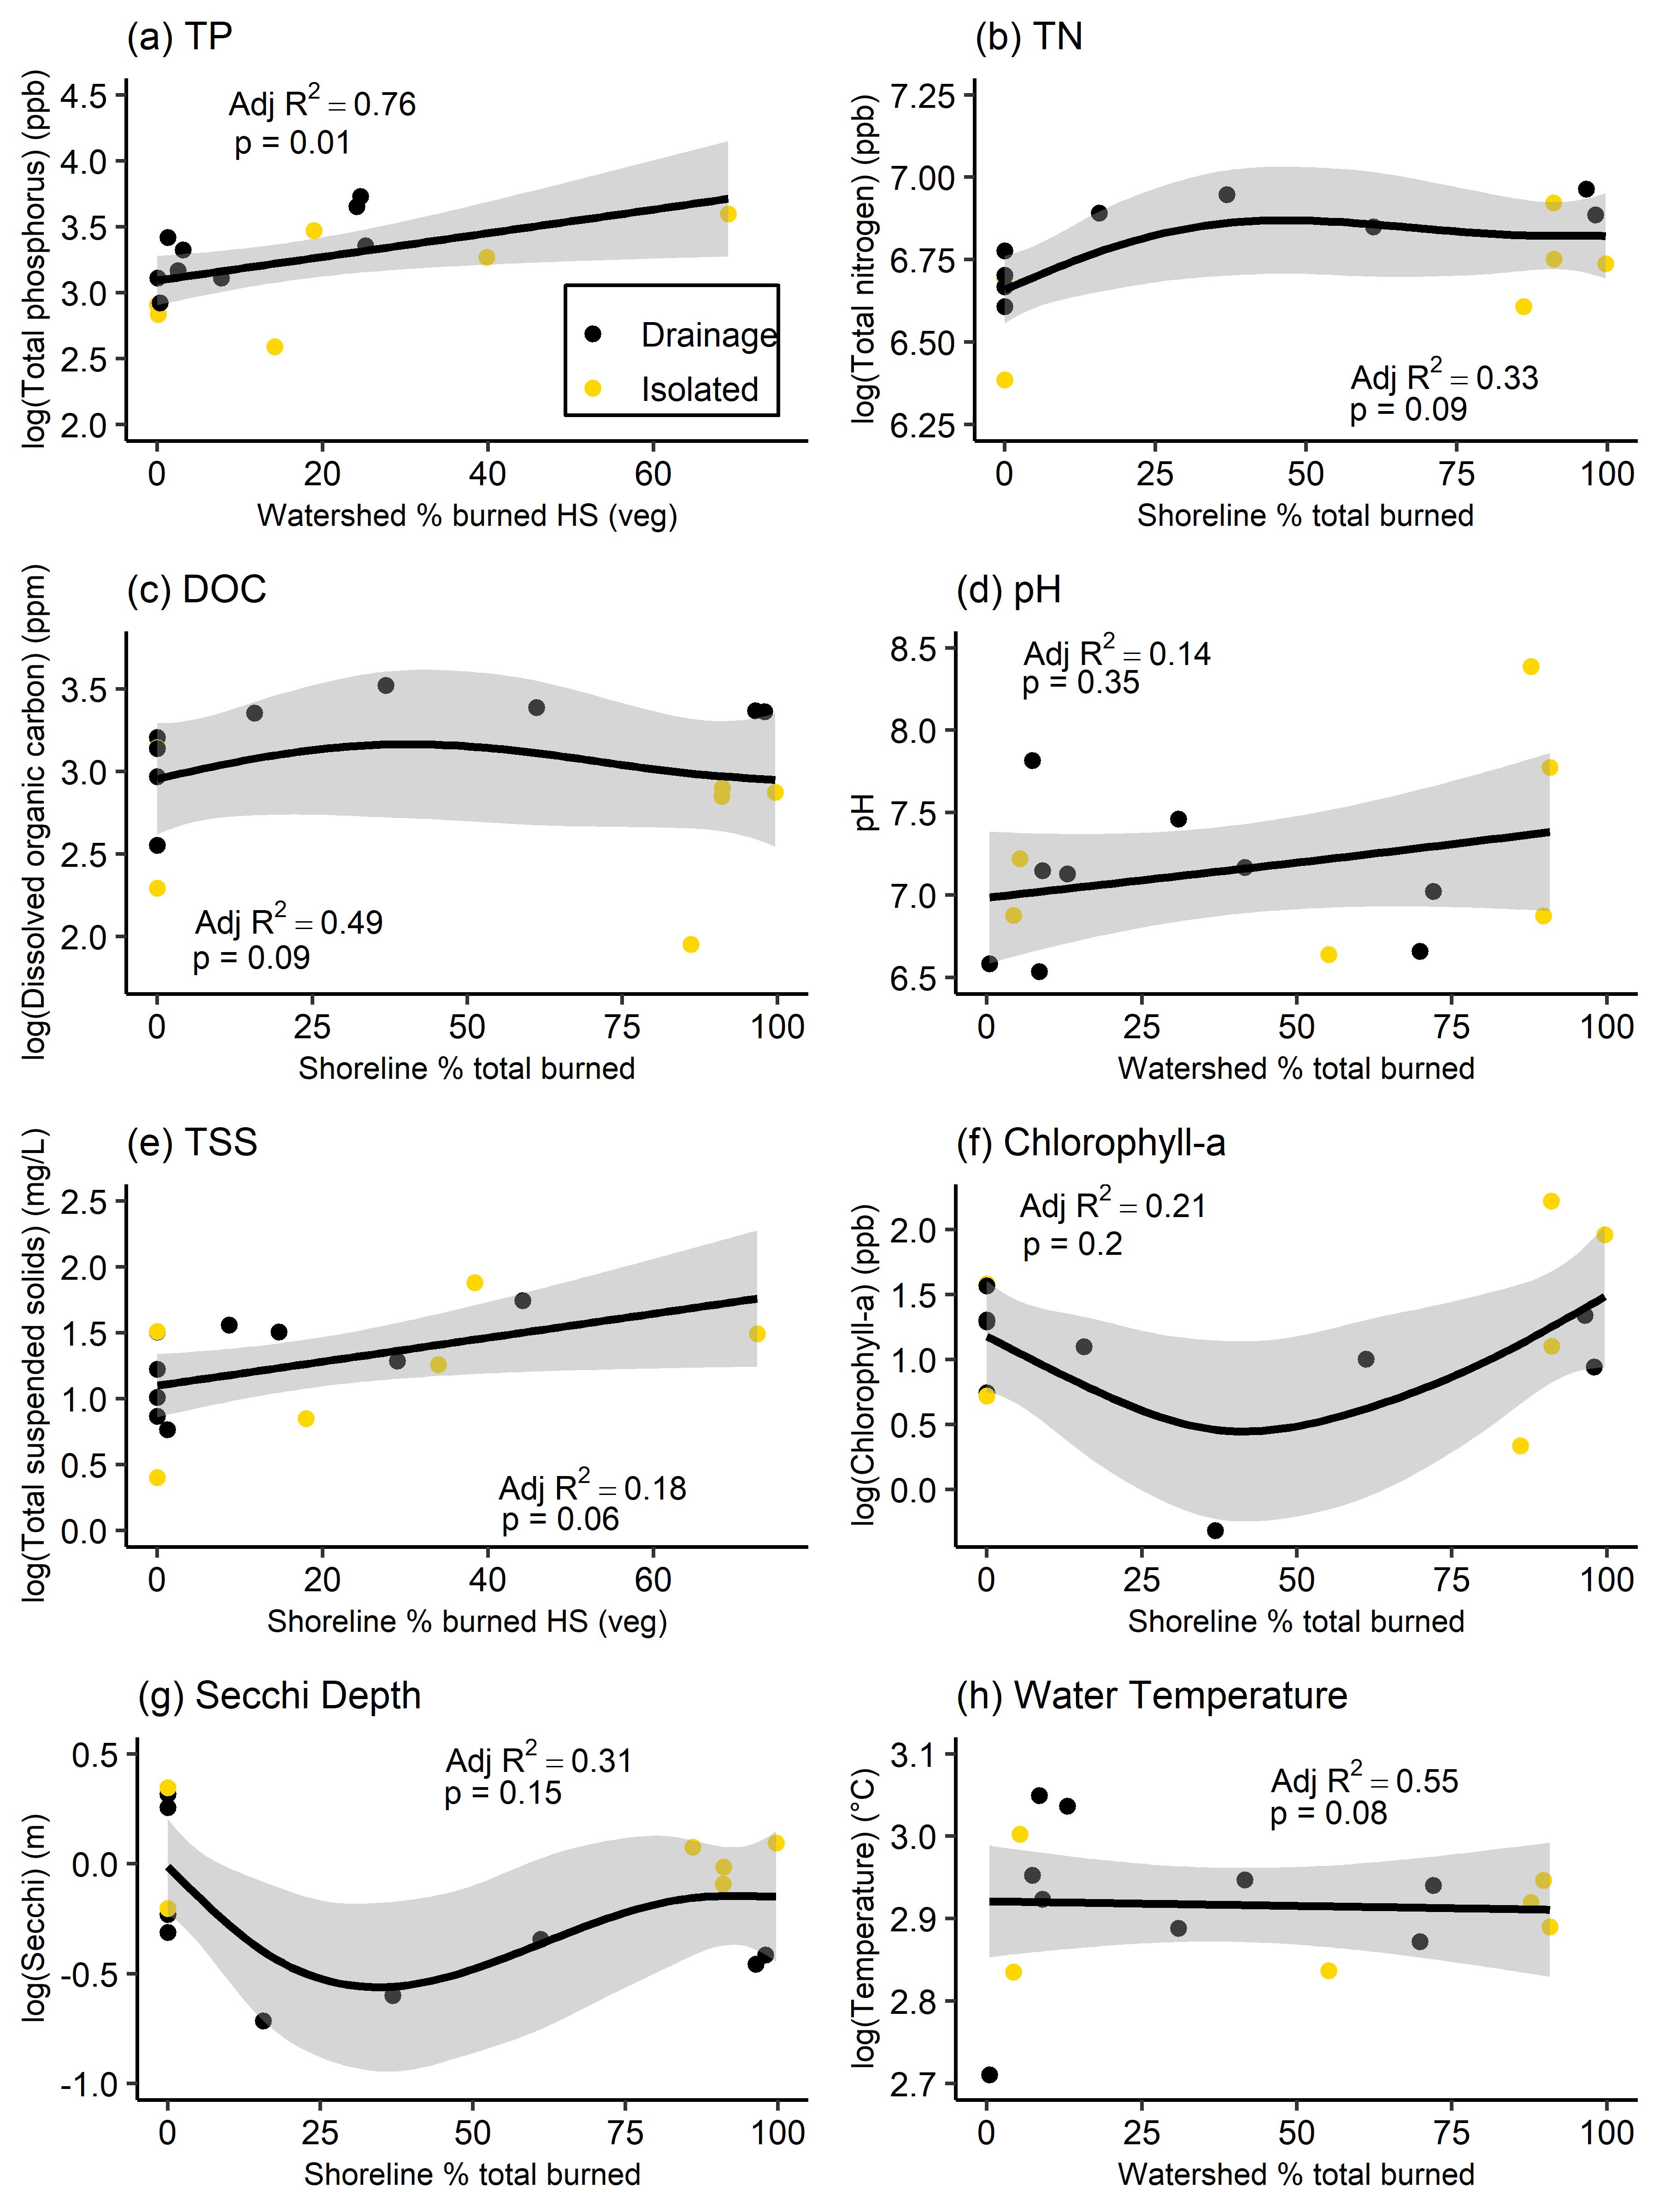 (a) TP
log(Total phosphorus) (ppb)
4.5
4.0
3.5
3.0
2.5
2.0
Adj R² = 0.76
p = 0.01
Drainage
Isolated
0 20 40 60
Watershed % burned HS (veg)
(b) TN
log(Total nitrogen) (ppb)
7.25
7.00
6.75
6.50
6.25
Adj R² = 0.33
p = 0.09
0 25 50 75 100
Shoreline % total burned
(c) DOC
log(Dissolved organic carbon) (ppm)
3.5
3.0
2.5
2.0
Adj R² = 0.49
p = 0.09
0 25 50 75 100
Shoreline % total burned
(d) pH
pH
8.5
8.0
7.5
7.0
6.5
Adj R² = 0.14
p = 0.35
0 25 50 75 100
Watershed % total burned
(e) TSS
log(Total suspended solids) (mg/L)
2.5
2.0
1.5
1.0
0.5
0.0
Adj R² = 0.18
p = 0.06
0 20 40 60
Shoreline % burned HS (veg)
(f) Chlorophyll-a
log(Chlorophyll-a) (ppb)
2.0
1.5
1.0
0.5
0.0
Adj R² = 0.21
p = 0.2
0 25 50 75 100
Shoreline % total burned
(g) Secchi Depth
log(Secchi) (m)
0.5
0.0
-0.5
-1.0
Adj R² = 0.31
p = 0.15
0 25 50 75 100
Shoreline % total burned
(h) Water Temperature
log(Temperature) (°C)
3.1
3.0
2.9
2.8
2.7
Adj R² = 0.55
p = 0.08
0 25 50 75 100
Watershed % total burned